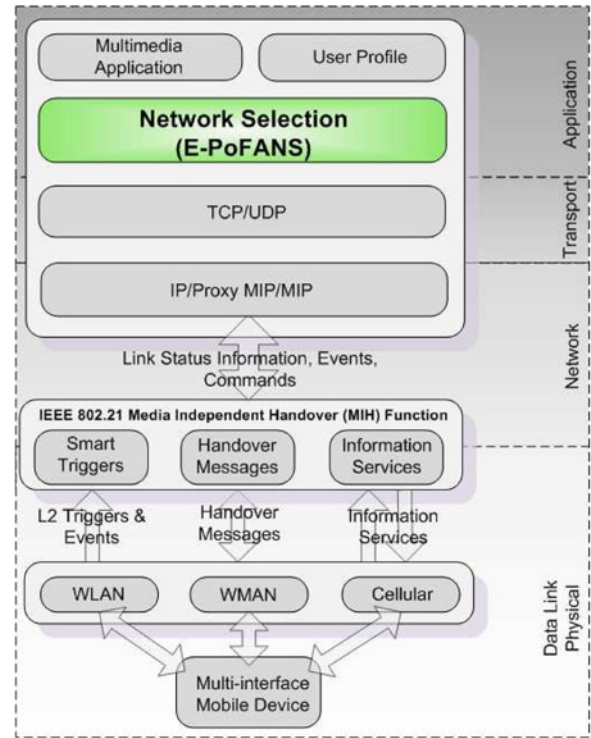 Multimedia
Application
User Profile
Network Selection
(E-PoFANS)
Application
TCP/UDP
Transport
IP/Proxy MIP/MIP
Link Status Information, Events,
Commands
Network
IEEE 802.21 Media Independent Handover (MIH) Function
Smart
Triggers
Handover
Messages
Information
Services
L2 Triggers &
Events
Handover
Messages
Information
Services
WLAN
WMAN
Cellular
Data Link
Physical
Multi-interface
Mobile Device